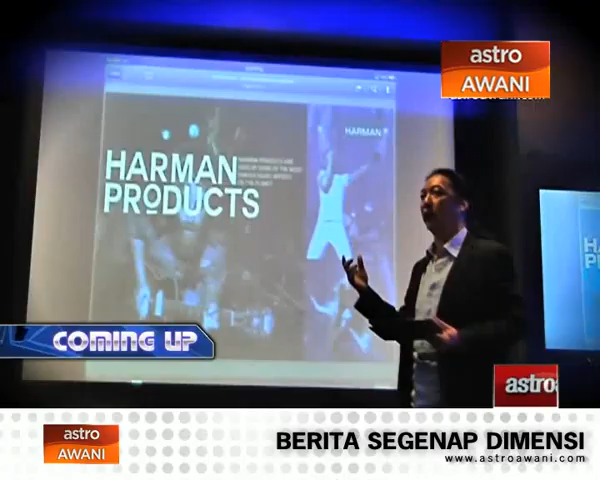 astro
AWANI
HARMAN
PRODUCTS
HARMAN
COMING UP
astro
astro
AWANI
BERITA SEGENAP DIMENSI
www.astroawani.com